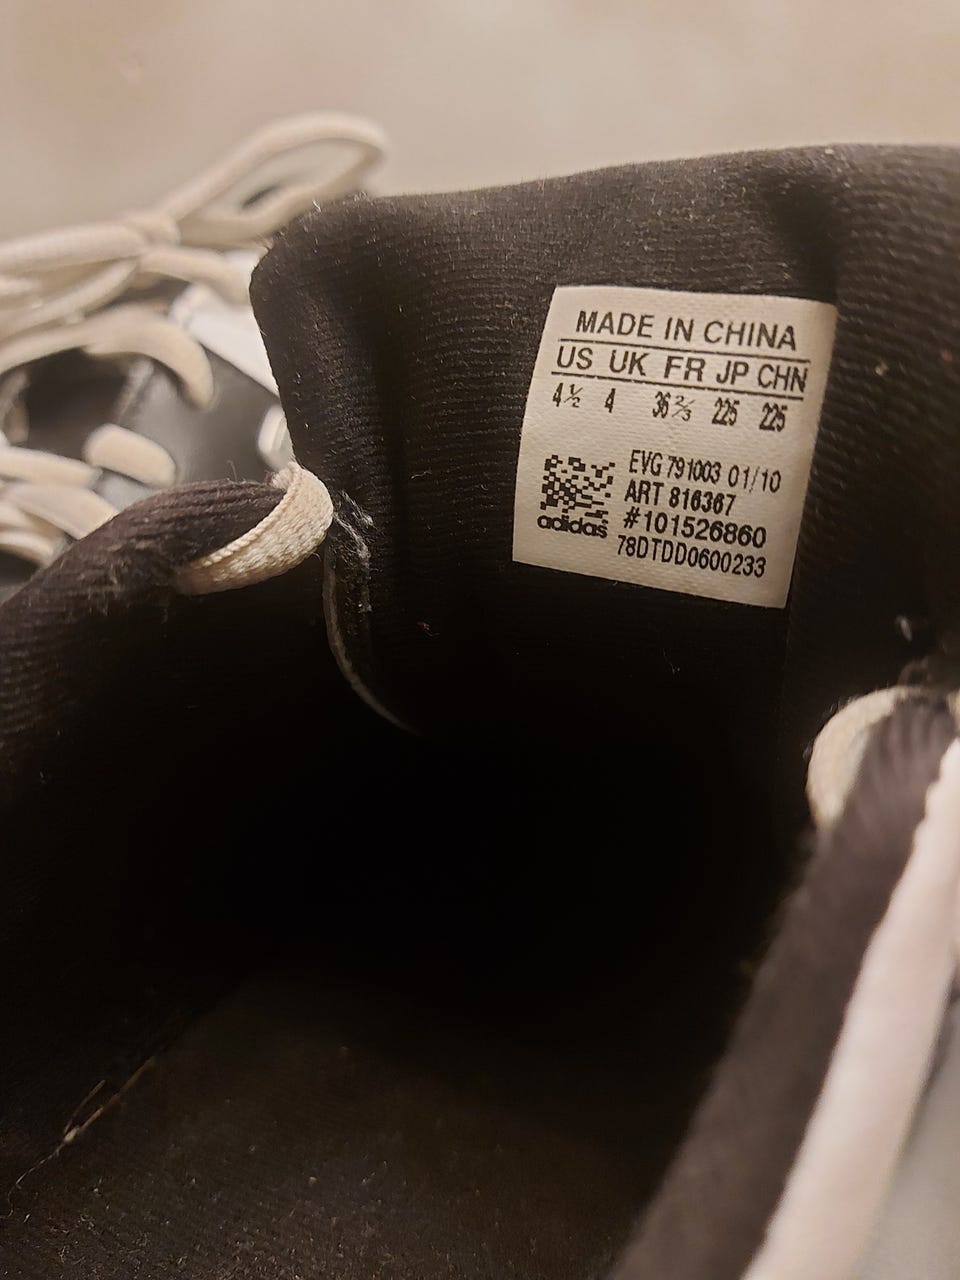 MADE IN CHINA
US UK FR JP CHN
4½ 4 36⅔ 225 225
EVG 791003 01/10
ART 816367
#101526860
adidas
78DTDD0600233